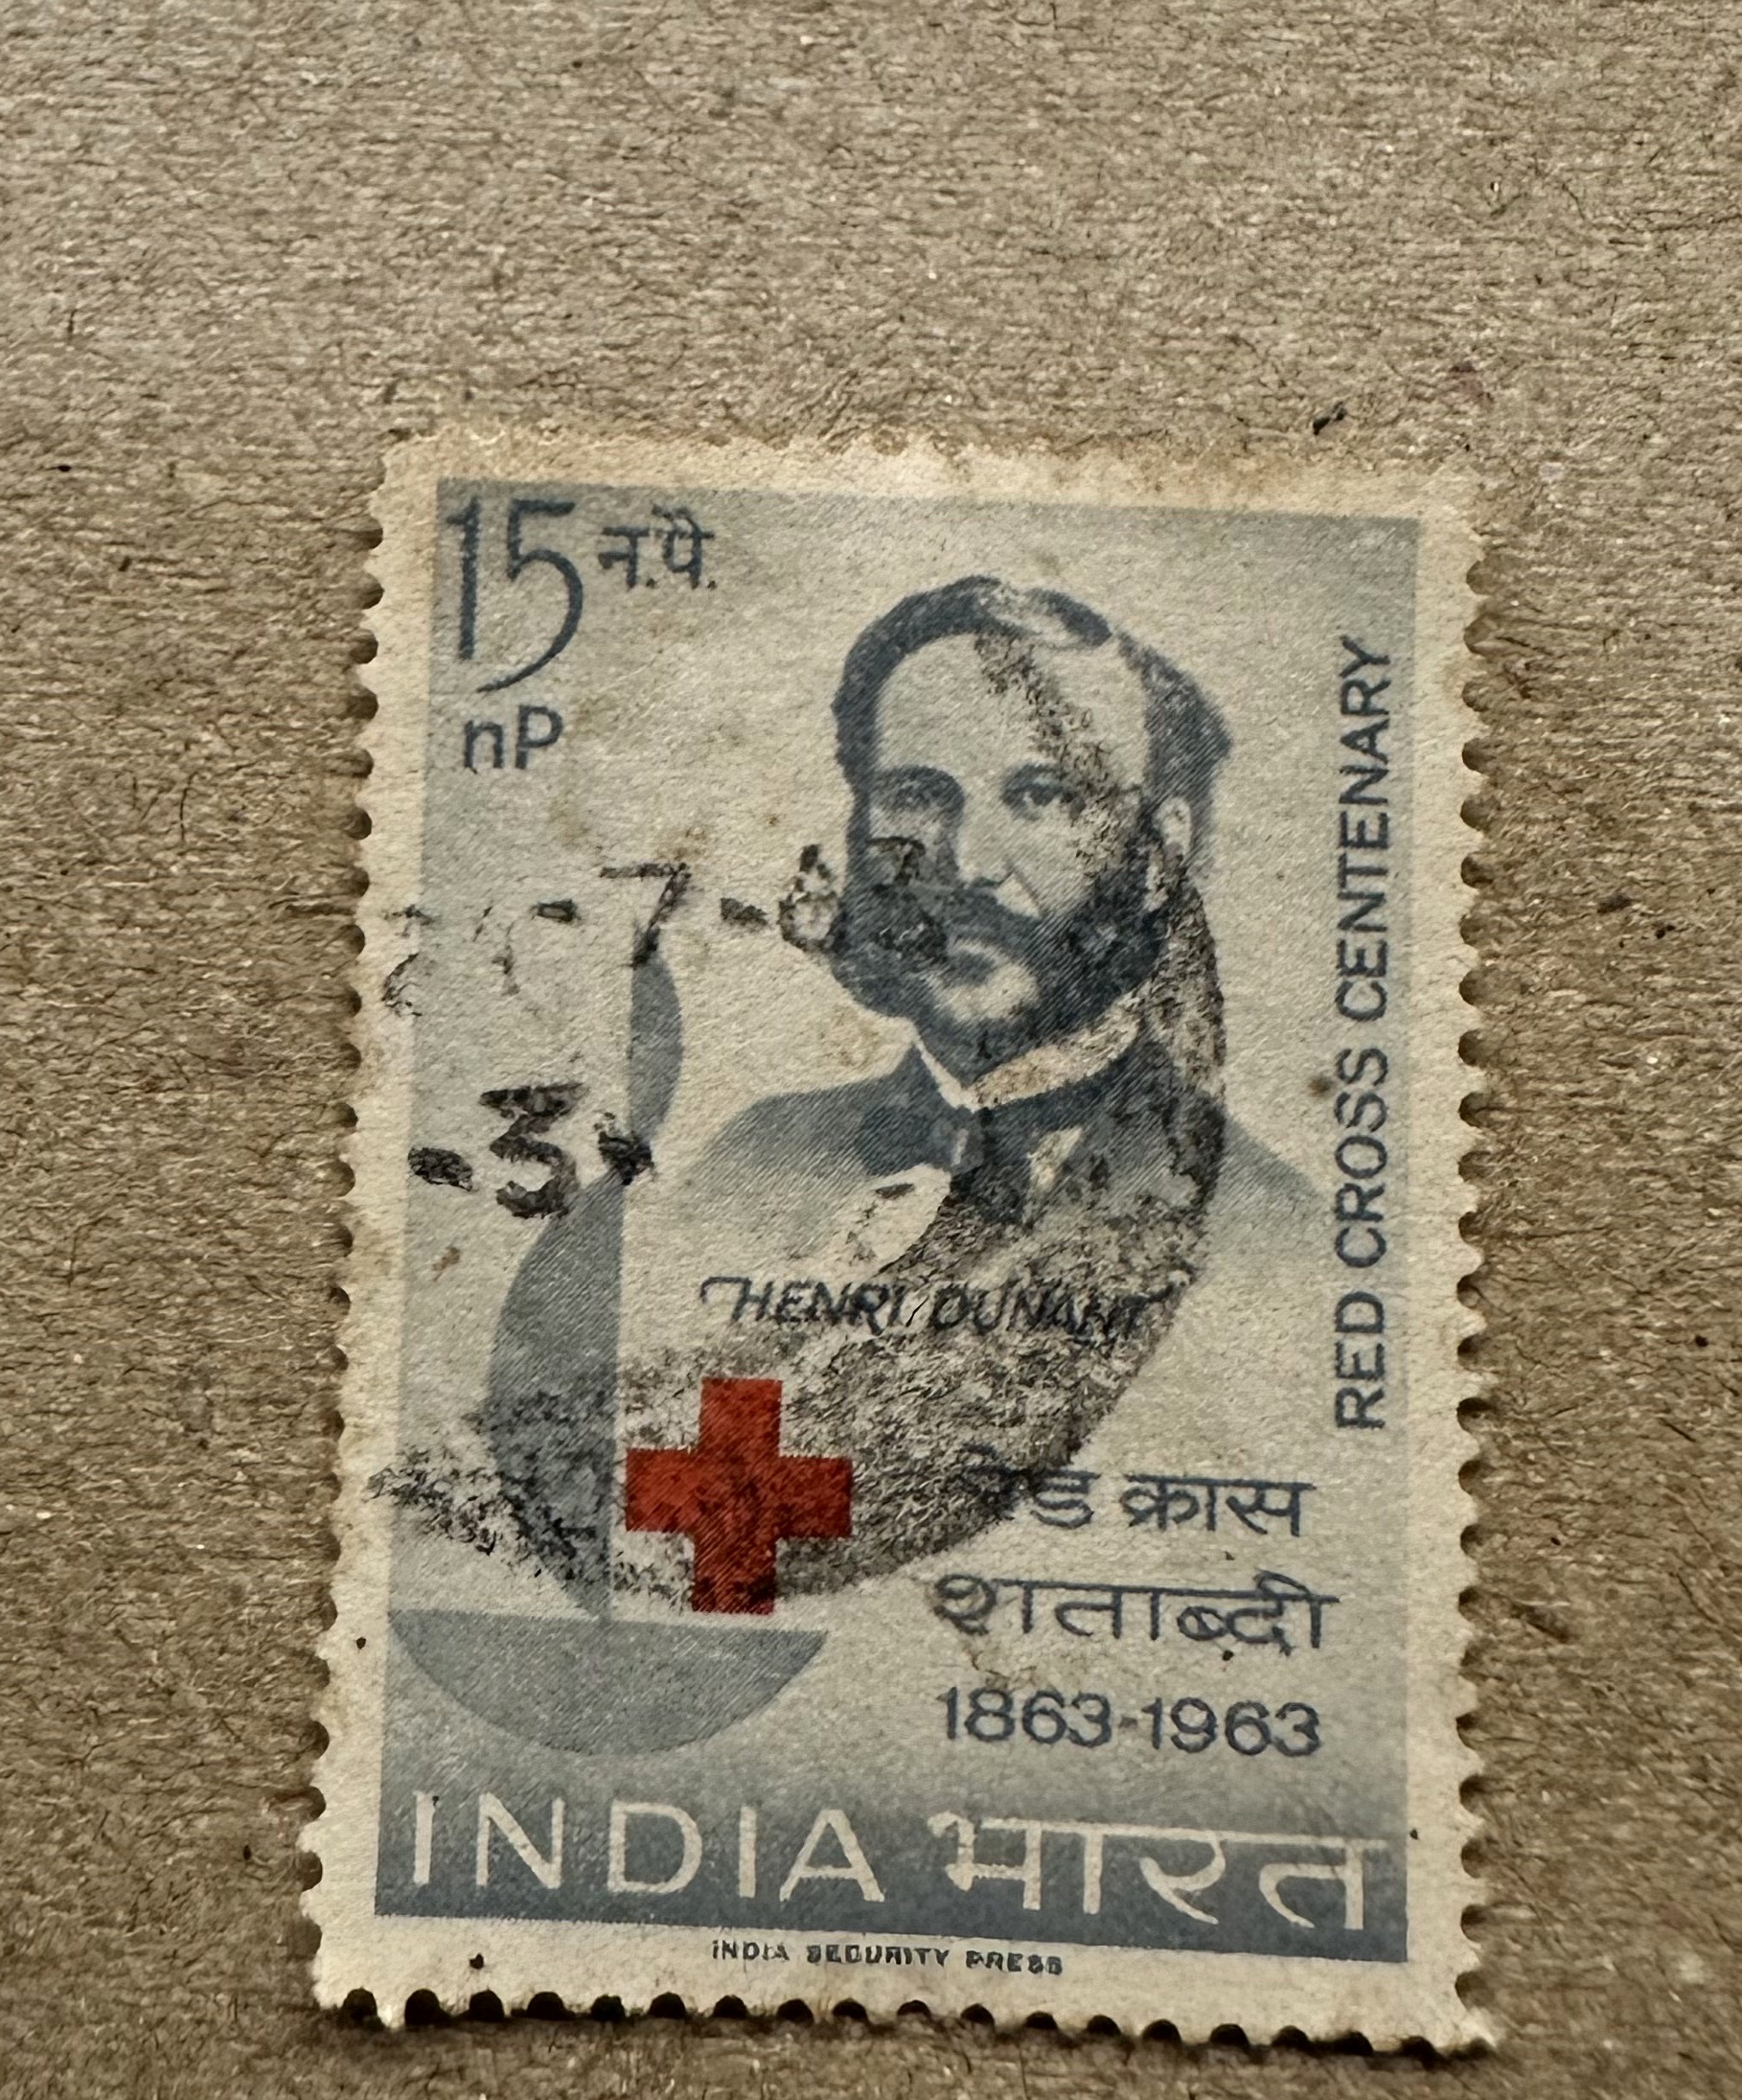 15 न.पै.
nP
HENRI DUNANT
RED CROSS CENTENARY
रेड क्रास
शताब्दी
1863-1963
INDIA भारत
INDIA SECURITY PRESS